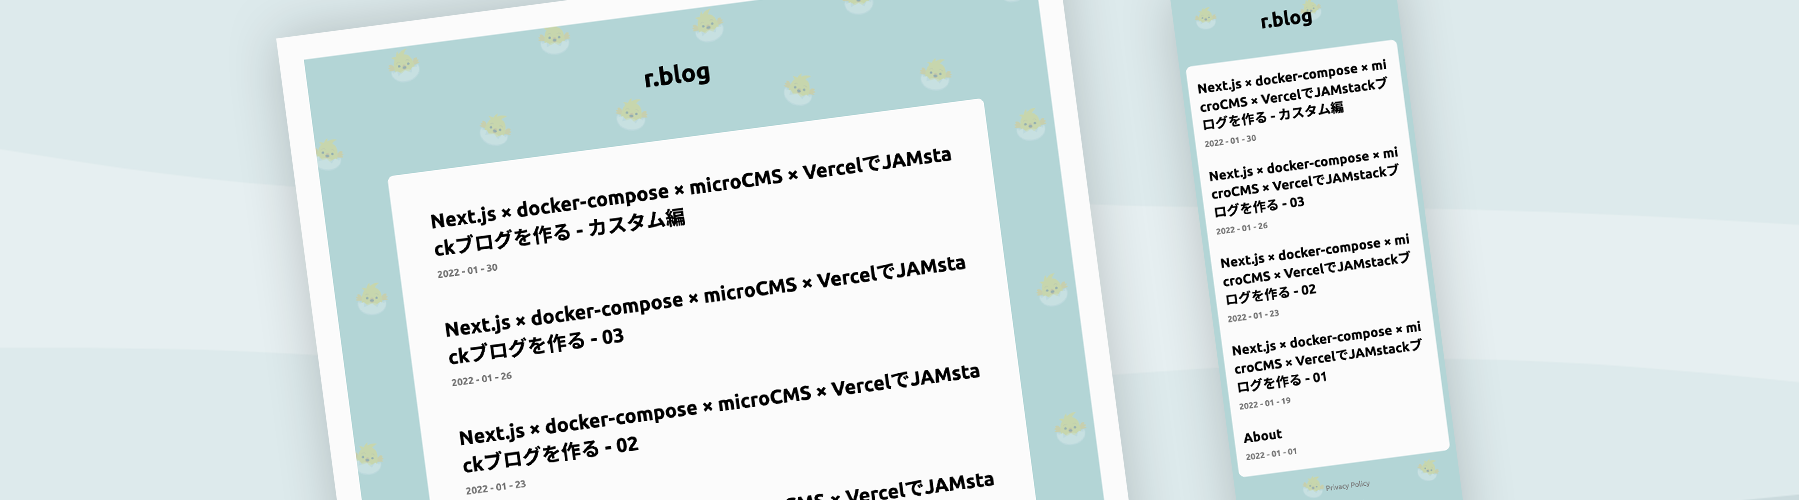 r.blog
Next.js × docker-compose × microCMS × VercelでJAMsta
ckブログを作る - カスタム編
2022 - 01 - 30
Next.js × docker-compose × microCMS × VercelでJAMsta
ckブログを作る - 03
2022 - 01 - 26
Next.js × docker-compose × microCMS × VercelでJAMsta
ckブログを作る - 02
2022 - 01 - 23
MS × VercelでJAMsta
r.blog
Next.js × docker-compose × mi
croCMS × VercelでJAMstackブ
ログを作る - カスタム編
2022 - 01 - 30
Next.js × docker-compose × mi
croCMS × VercelでJAMstackブ
ログを作る - 03
2022 - 01 - 26
Next.js × docker-compose × mi
croCMS × VercelでJAMstackブ
ログを作る - 02
2022 - 01 - 23
Next.js × docker-compose × mi
croCMS × VercelでJAMstackブ
ログを作る - 01
2022 - 01 - 19
About
2022 - 01 - 01
Privacy Policy